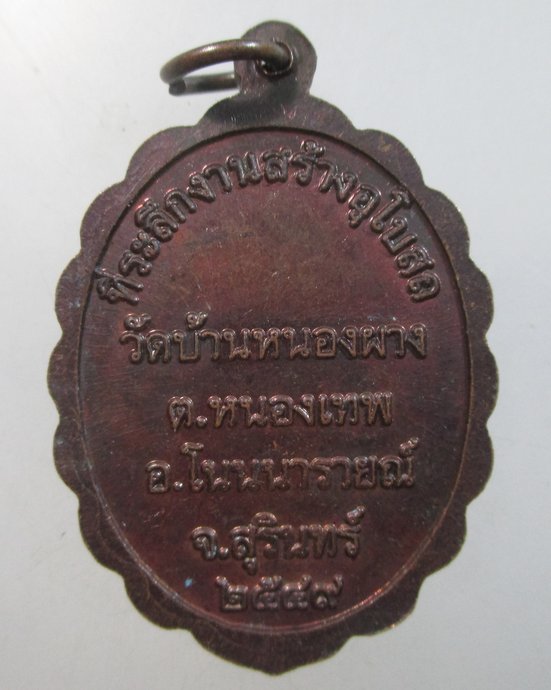 ที่ระลึกงานสร้างอุโบสถ
วัดบ้านหนองผาง
ต.หนองเทพ
อ.โนนนารายณ์
จ.สุรินทร์
๒๕๔๙